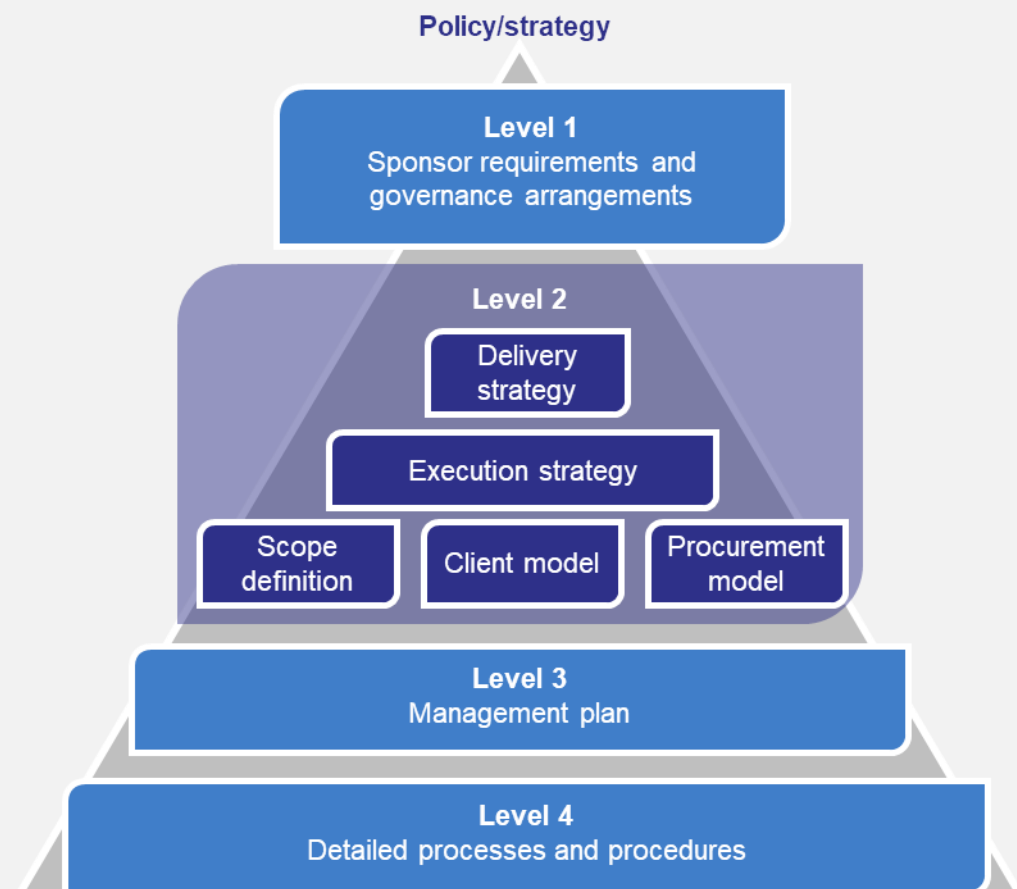 Policy/strategy
Level 1
Sponsor requirements and
governance arrangements
Level 2
Delivery
strategy
Execution strategy
Scope
definition
Client model
Procurement
model
Level 3
Management plan
Level 4
Detailed processes and procedures